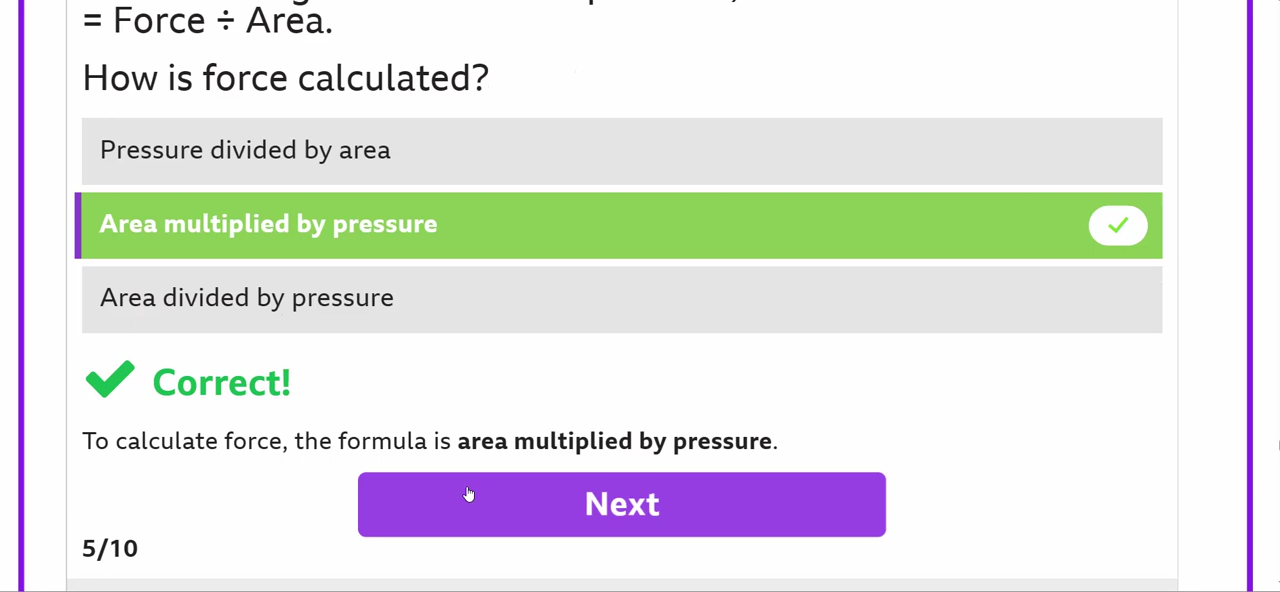 = Force ÷ Area.
How is force calculated?
Pressure divided by area
Area multiplied by pressure
Area divided by pressure
Correct!
To calculate force, the formula is area multiplied by pressure.
Next
5/10